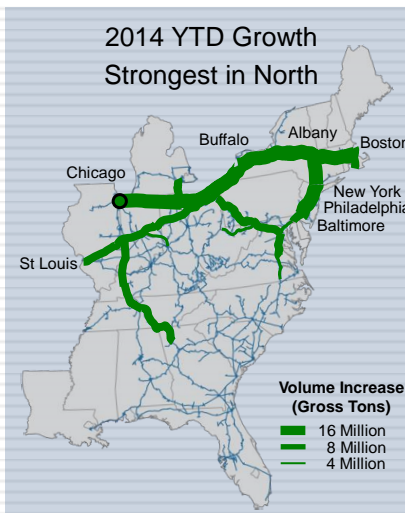 2014 YTD Growth
Strongest in North
Buffalo
Albany
Boston
Chicago
New York
Philadelphia
Baltimore
St Louis
Volume Increase
(Gross Tons)
16 Million
8 Million
4 Million